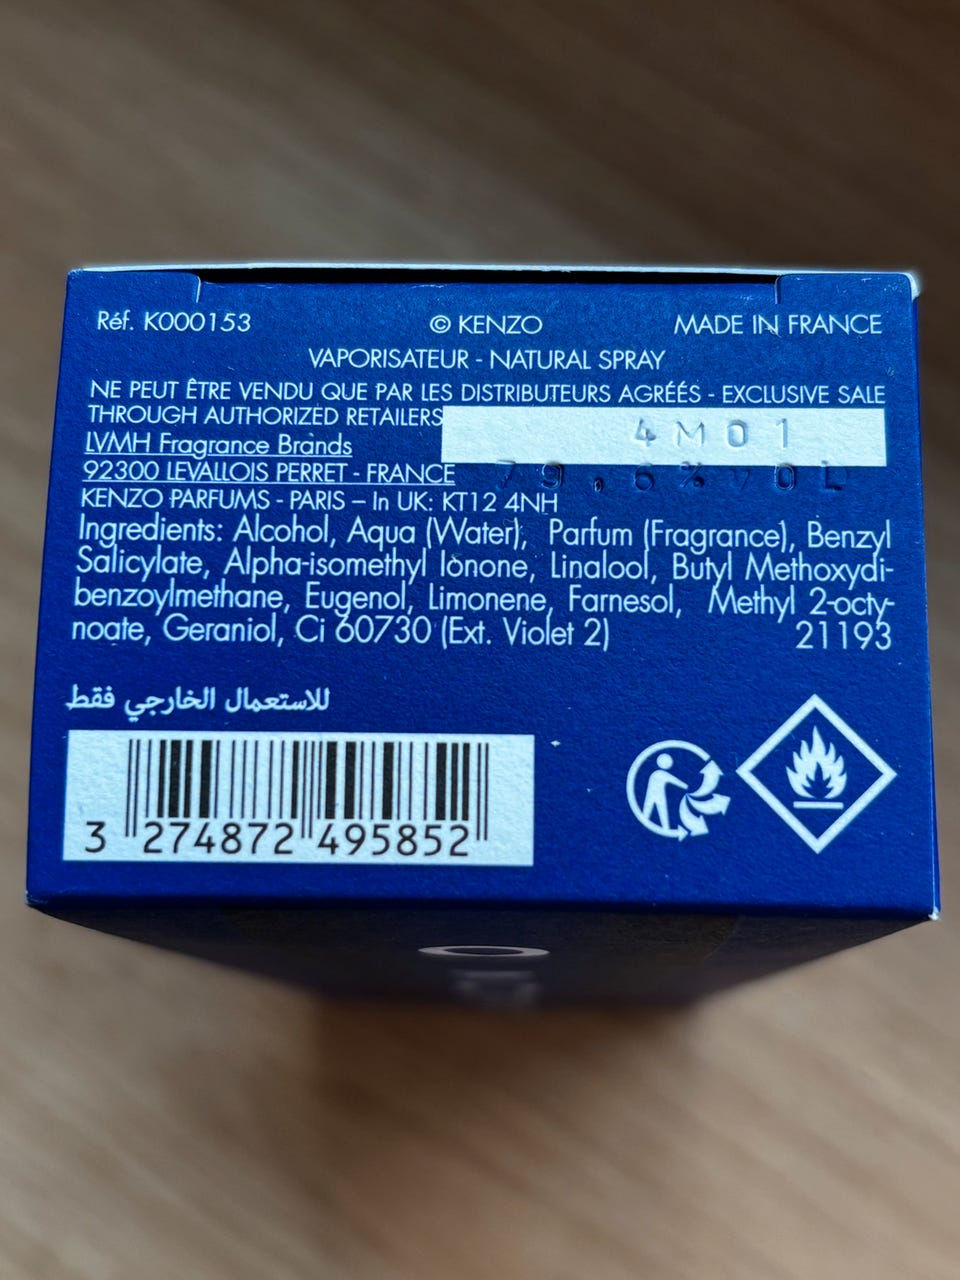 Réf. K000153 © KENZO MADE IN FRANCE
VAPORISATEUR - NATURAL SPRAY
NE PEUT ÊTRE VENDU QUE PAR LES DISTRIBUTEURS AGRÉÉS - EXCLUSIVE SALE
THROUGH AUTHORIZED RETAILERS
4M01
LVMH Fragrance Brands
92300 LEVALLOIS PERRET - FRANCE
79.6%VOL
KENZO PARFUMS - PARIS – In UK: KT12 4NH
Ingredients: Alcohol, Aqua (Water), Parfum (Fragrance), Benzyl
Salicylate, Alpha-isomethyl Ionone, Linalool, Butyl Methoxydi-
benzoylmethane, Eugenol, Limonene, Farnesol, Methyl 2-octy-
noate, Geraniol, Ci 60730 (Ext. Violet 2) 21193
للاستعمال الخارجي فقط
3 274872 495852